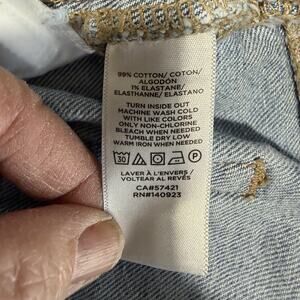 99% COTTON/ COTON/
ALGODÓN
1% ELASTANE/
ELASTHANNE/ ELASTANO
TURN INSIDE OUT
MACHINE WASH COLD
WITH LIKE COLORS
ONLY NON-CHLORINE
BLEACH WHEN NEEDED
TUMBLE DRY LOW
WARM IRON WHEN NEEDED
30 P
LAVER À L'ENVERS /
VOLTEAR AL REVÉS
CA#57421
RN#140923